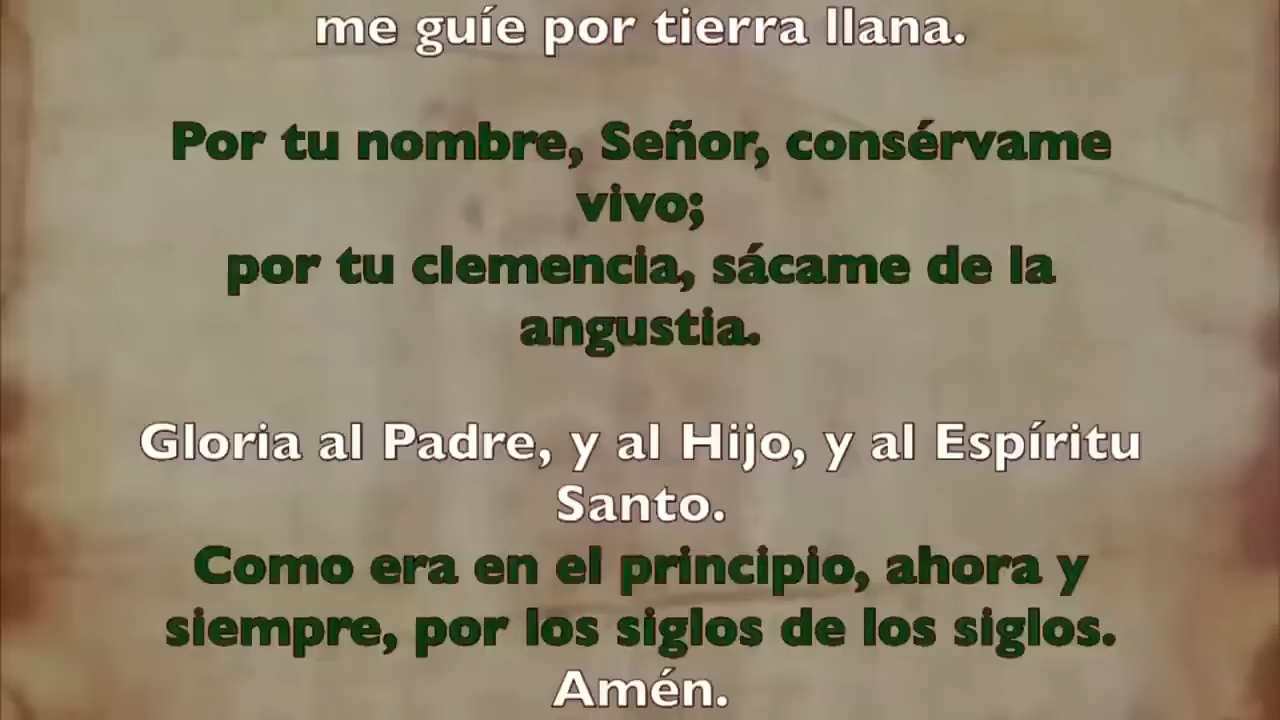 me guíe por tierra llana.
Por tu nombre, Señor, consérvame
vivo;
por tu clemencia, sácame de la
angustia.
Gloria al Padre, y al Hijo, y al Espíritu
Santo.
Como era en el principio, ahora y
siempre, por los siglos de los siglos.
Amén.